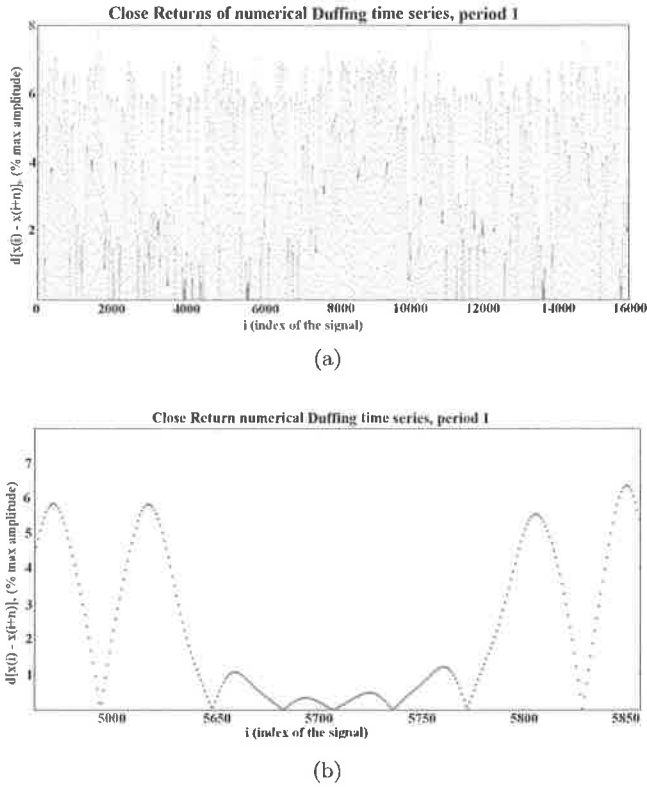 Close Returns of numerical Duffing time series, period 1
d[x(i) - x(i+n)], (% max amplitude)
8
6
4
2
0 2000 4000 6000 8000 10000 12000 14000 16000
i (index of the signal)
(a)
Close Return numerical Duffing time series, period 1
d[x(i) - x(i+n)], (% max amplitude)
7
6
5
4
3
2
1
5000 5650 5700 5750 5800 5850
i (index of the signal)
(b)